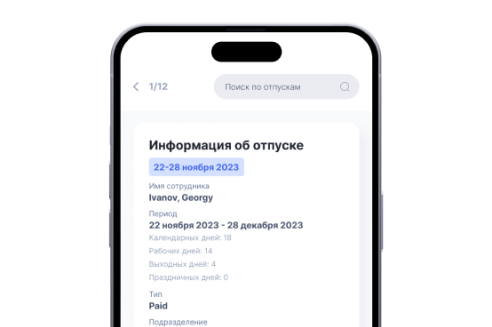 1/12
Поиск по отпускам
Информация об отпуске
22-28 ноября 2023
Имя сотрудника
Ivanov, Georgy
Период
22 ноября 2023 - 28 декабря 2023
Календарных дней: 18
Рабочих дней: 14
Выходных дней: 4
Праздничных дней: 0
Тип
Paid
Подразделение